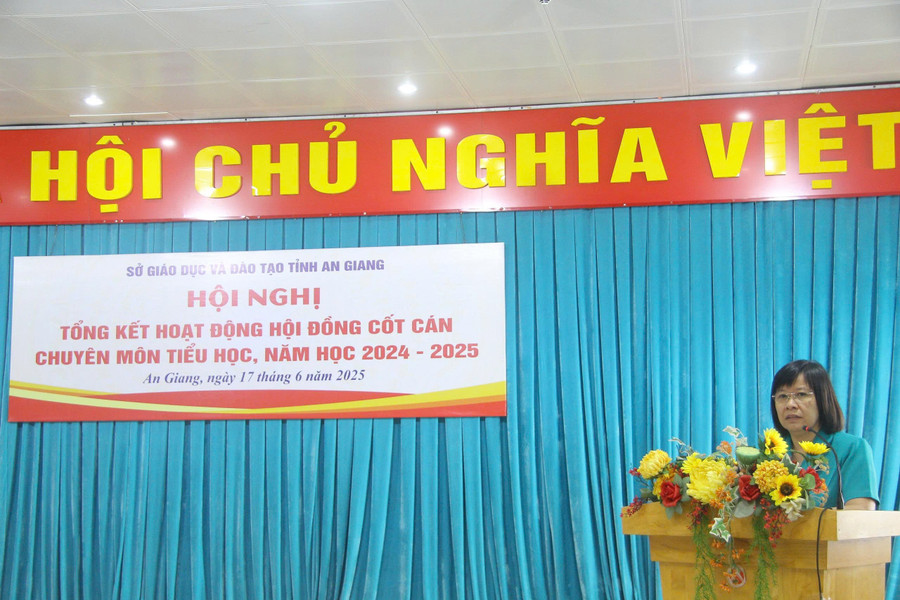 HỘI CHỦ NGHĨA VIỆT
SỞ GIÁO DỤC VÀ ĐÀO TẠO TỈNH AN GIANG
HỘI NGHỊ
TỔNG KẾT HOẠT ĐỘNG HỘI ĐỒNG CỐT CÁN
CHUYÊN MÔN TIỂU HỌC, NĂM HỌC 2024 - 2025
An Giang, ngày 17 tháng 6 năm 2025